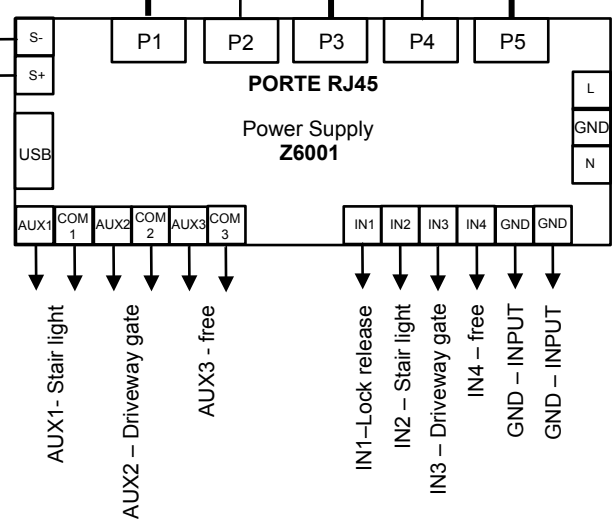 S-
P1
P2
P3
P4
P5
S+
PORTE RJ45
L
Power Supply
GND
Z6001
USB
N
AUX1
COM
1
AUX2
COM
2
AUX3
COM
3
IN1
IN2
IN3
IN4
GND
GND
AUX1- Stair light
AUX2 – Driveway gate
AUX3 - free
IN1–Lock release
IN2 – Stair light
IN3 – Driveway gate
IN4 – free
GND – INPUT
GND – INPUT